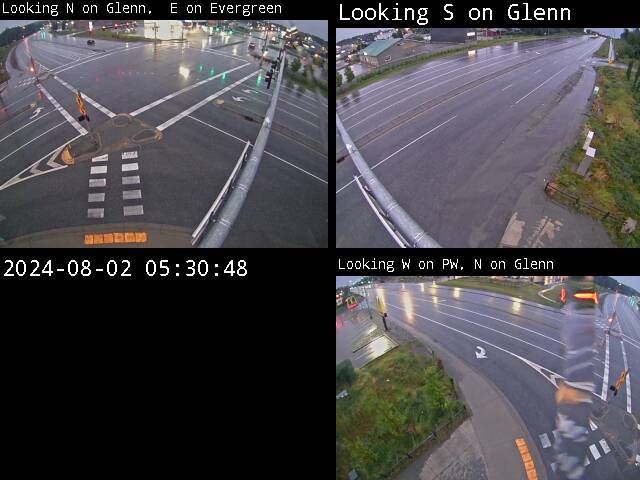 Looking N on Glenn,  E on Evergreen
Looking S on Glenn
2024-08-02 05:30:48
Looking W on PW, N on Glenn